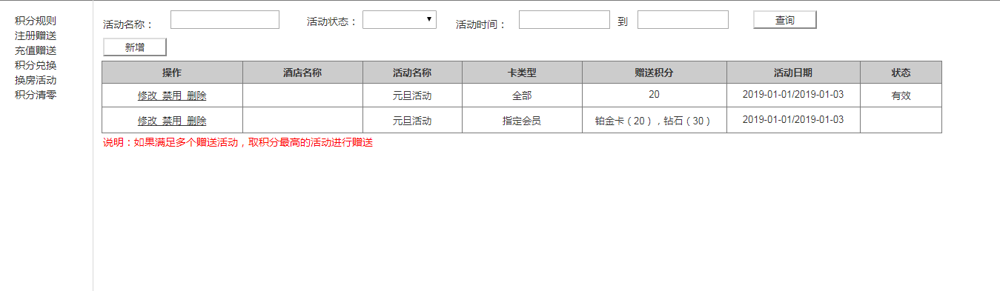 积分规则
注册赠送
充值赠送
积分兑换
换房活动
积分清零
活动名称： 活动状态： 活动时间： 到 查询
新增
操作 酒店名称 活动名称 卡类型 赠送积分 活动日期 状态
修改 禁用 删除 元旦活动 全部 20 2019-01-01/2019-01-03 有效
修改 禁用 删除 元旦活动 指定会员 铂金卡（20），钻石（30） 2019-01-01/2019-01-03
说明：如果满足多个赠送活动，取积分最高的活动进行赠送